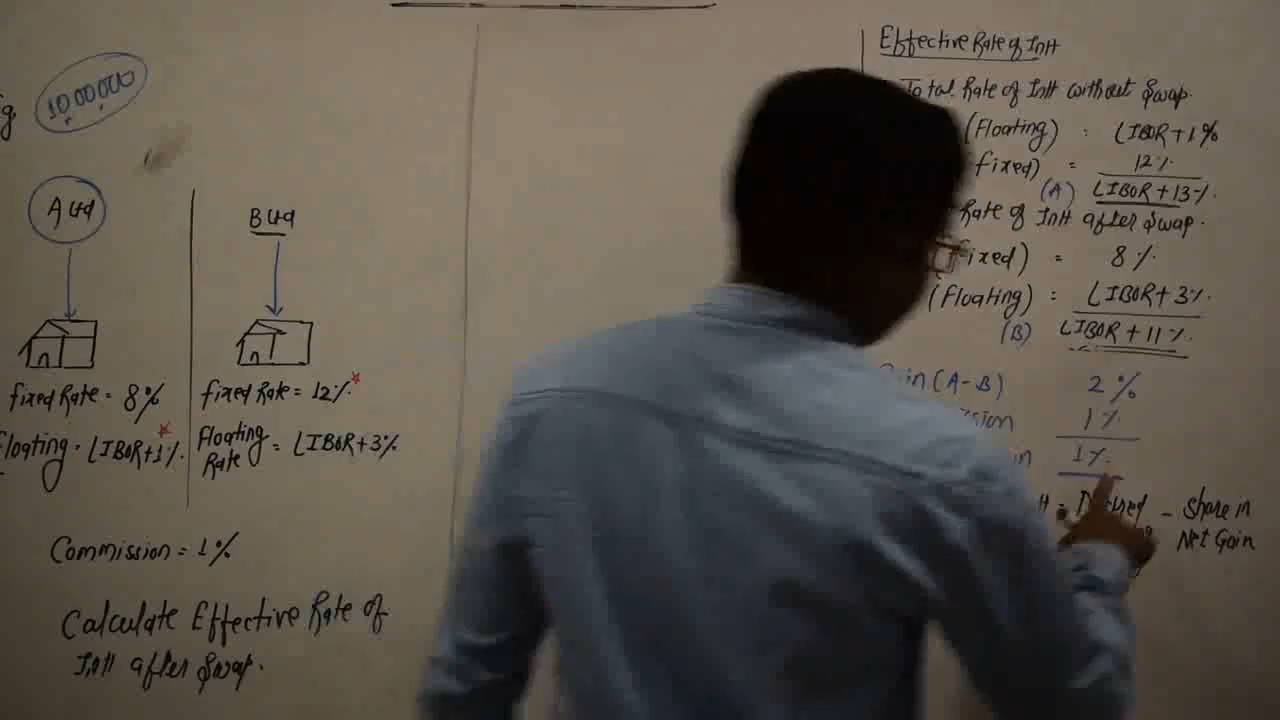 1000000
A Ltd
B Ltd
fixed Rate = 8%
Floating = LIBOR+1%.
fixed Rate = 12%
Floating Rate = LIBOR+3%
Commission = 1%
Calculate Effective Rate of
Intt after Swap.
Effective Rate of Intt
Total Rate of Intt without Swap.
(Floating) : LIBOR+1%
fixed) = 12%
(A) LIBOR+13%
Rate of Intt after Swap.
fixed) = 8%
(Floating) = LIBOR+3%.
(B) LIBOR+11%
(A-B) 2%
1%
1%
- Share in
Net Gain